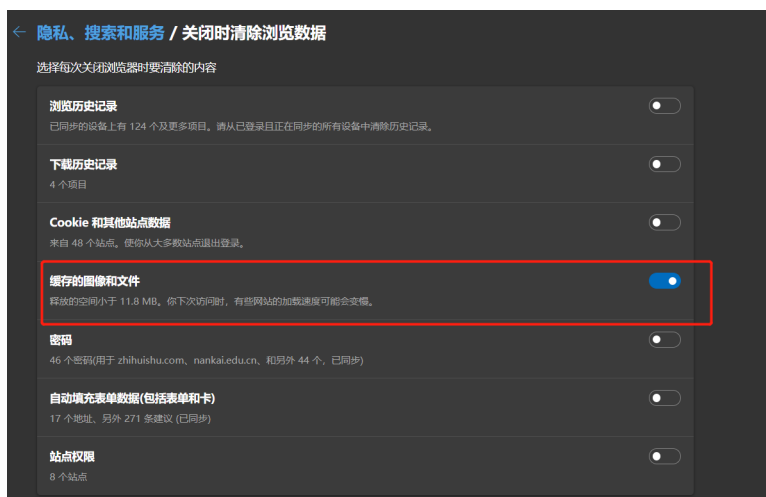 隐私、搜索和服务 / 关闭时清除浏览数据
选择每次关闭浏览器时要清除的内容
浏览历史记录
已同步的设备上有 124 个及更多项目。请从已登录且正在同步的所有设备中清除历史记录。
下载历史记录
4 个项目
Cookie 和其他站点数据
来自 48 个站点。使你从大多数站点退出登录。
缓存的图像和文件
释放的空间小于 11.8 MB。你下次访问时，有些网站的加载速度可能会变慢。
密码
46 个密码(用于 zhihuishu.com、nankai.edu.cn、和另外 44 个，已同步)
自动填充表单数据(包括表单和卡)
17 个地址、另外 271 条建议 (已同步)
站点权限
8 个站点